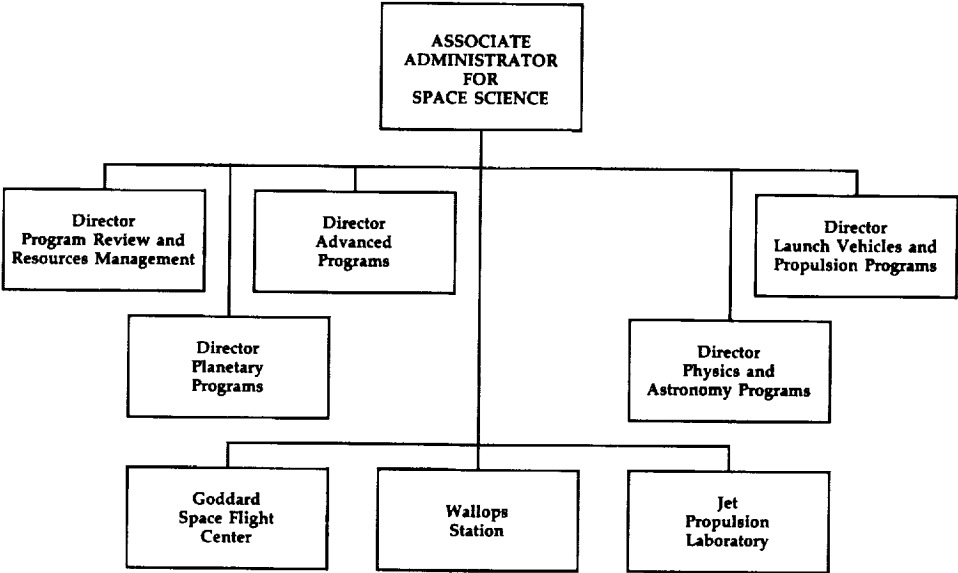 ASSOCIATE
ADMINISTRATOR
FOR
SPACE SCIENCE
Director
Program Review and
Resources Management
Director
Advanced
Programs
Director
Launch Vehicles and
Propulsion Programs
Director
Planetary
Programs
Director
Physics and
Astronomy Programs
Goddard
Space Flight
Center
Wallops
Station
Jet
Propulsion
Laboratory